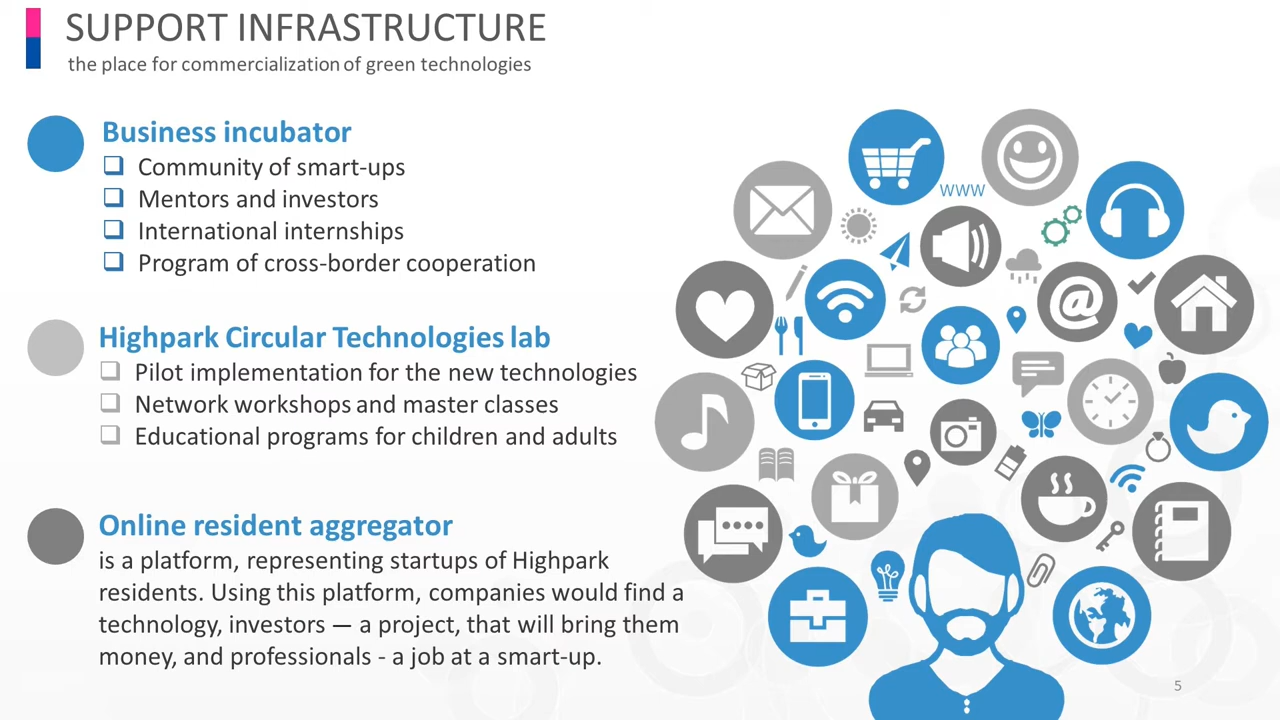 SUPPORT INFRASTRUCTURE
the place for commercialization of green technologies
Business incubator
Community of smart-ups
Mentors and investors
International internships
Program of cross-border cooperation
Highpark Circular Technologies lab
Pilot implementation for the new technologies
Network workshops and master classes
Educational programs for children and adults
Online resident aggregator
is a platform, representing startups of Highpark
residents. Using this platform, companies would find a
technology, investors — a project, that will bring them
money, and professionals - a job at a smart-up.
www
@
5